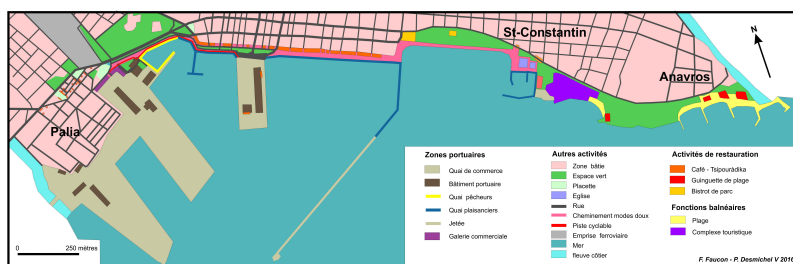 St-Constantin
N
Anavros
Palia
0 250 mètres
Zones portuaires
Quai de commerce
Bâtiment portuaire
Quai pêcheurs
Quai plaisanciers
Jetée
Galerie commerciale
Autres activités
Zone bâtie
Espace vert
Placette
Eglise
Rue
Cheminement modes doux
Piste cyclable
Emprise ferroviaire
Mer
fleuve côtier
Activités de restauration
Café - Tsipourádika
Guinguette de plage
Bistrot de parc
Fonctions balnéaires
Plage
Complexe touristique
F. Faucon - P. Desmichel V 2016